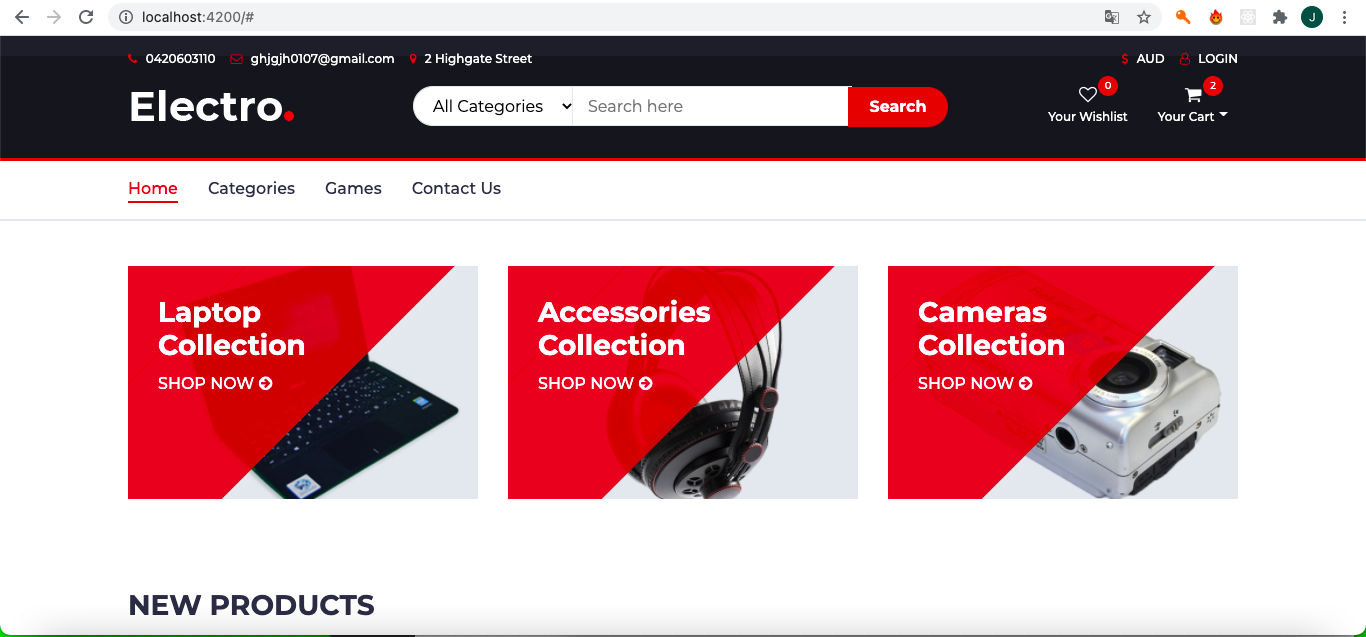 localhost:4200/#
J
0420603110 ghjgjh0107@gmail.com 2 Highgate Street
$ AUD LOGIN
Electro.
All Categories Search here Search
0
Your Wishlist
2
Your Cart
Home Categories Games Contact Us
Laptop
Collection
SHOP NOW
Accessories
Collection
SHOP NOW
Cameras
Collection
SHOP NOW
NEW PRODUCTS